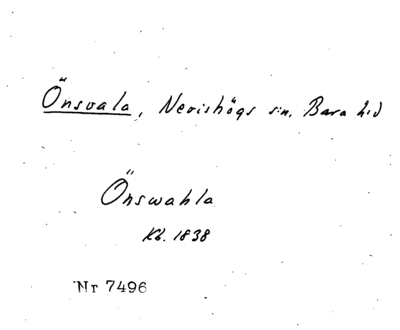 Önsvala, Nevishögs sn. Bara hd
Önswahla
Kb. 1838
Nr 7496